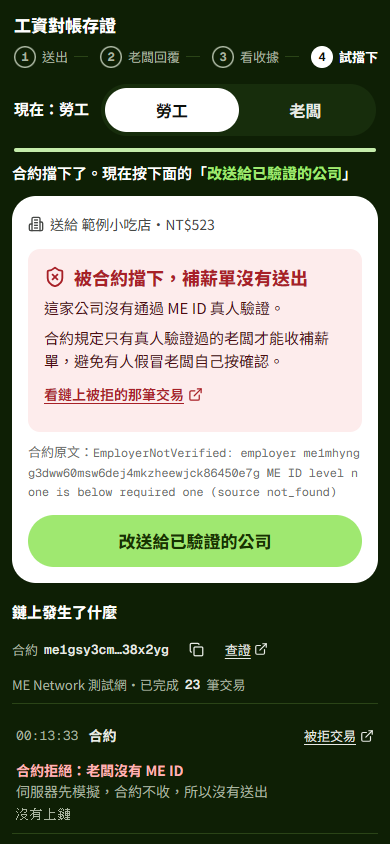 工資對帳存證
1 送出 2 老闆回覆 3 看收據 4 試擋下
現在：勞工 勞工 老闆
合約擋下了。現在按下面的「改送給已驗證的公司」
送給 範例小吃店・NT$523
被合約擋下，補薪單沒有送出
這家公司沒有通過 ME ID 真人驗證。
合約規定只有真人驗證過的老闆才能收補薪
單，避免有人假冒老闆自己按確認。
看鏈上被拒的那筆交易
合約原文：EmployerNotVerified: employer me1mhyng
g3dww60msw6dej4mkzheewjck86450e7g ME ID level n
one is below required one (source not_found)
改送給已驗證的公司
鏈上發生了什麼
合約 me1gsy3cm…38x2yg 查證
ME Network 測試網・已完成 23 筆交易
00:13:33 合約 被拒交易
合約拒絕：老闆沒有 ME ID
伺服器先模擬，合約不收，所以沒有送出
沒有上鏈